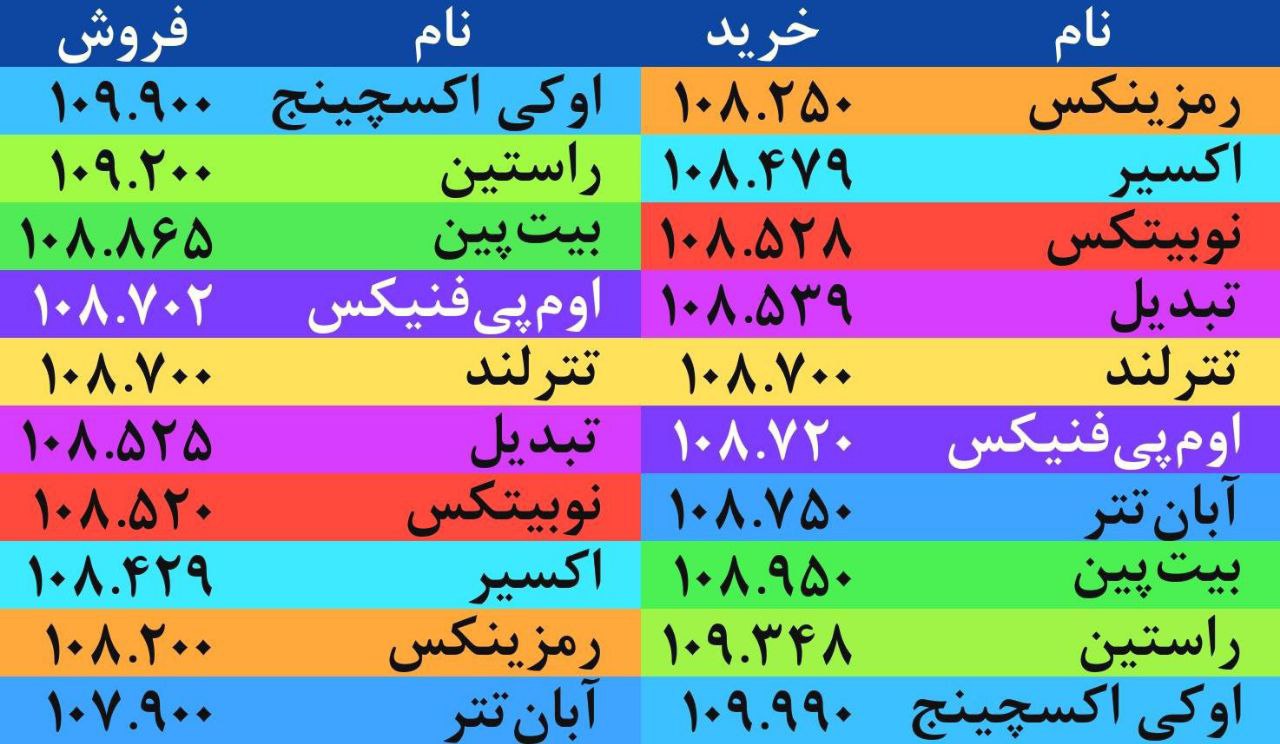 نام خرید نام فروش
رمزینکس ۱۰۸.۲۵۰ اوکی اکسچینج ۱۰۹.۹۰۰
اکسیر ۱۰۸.۴۷۹ راستین ۱۰۹.۲۰۰
نوبیتکس ۱۰۸.۵۲۸ بیت‌پین ۱۰۸.۸۶۵
تبدیل ۱۰۸.۵۳۹ اوم‌پی‌فنیکس ۱۰۸.۷۰۲
تترلند ۱۰۸.۷۰۰ تترلند ۱۰۸.۷۰۰
اوم‌پی‌فنیکس ۱۰۸.۷۲۰ تبدیل ۱۰۸.۵۲۵
آبان‌تتر ۱۰۸.۷۵۰ نوبیتکس ۱۰۸.۵۲۰
بیت‌پین ۱۰۸.۹۵۰ اکسیر ۱۰۸.۴۲۹
راستین ۱۰۹.۳۴۸ رمزینکس ۱۰۸.۲۰۰
اوکی اکسچینج ۱۰۹.۹۹۰ آبان‌تتر ۱۰۷.۹۰۰